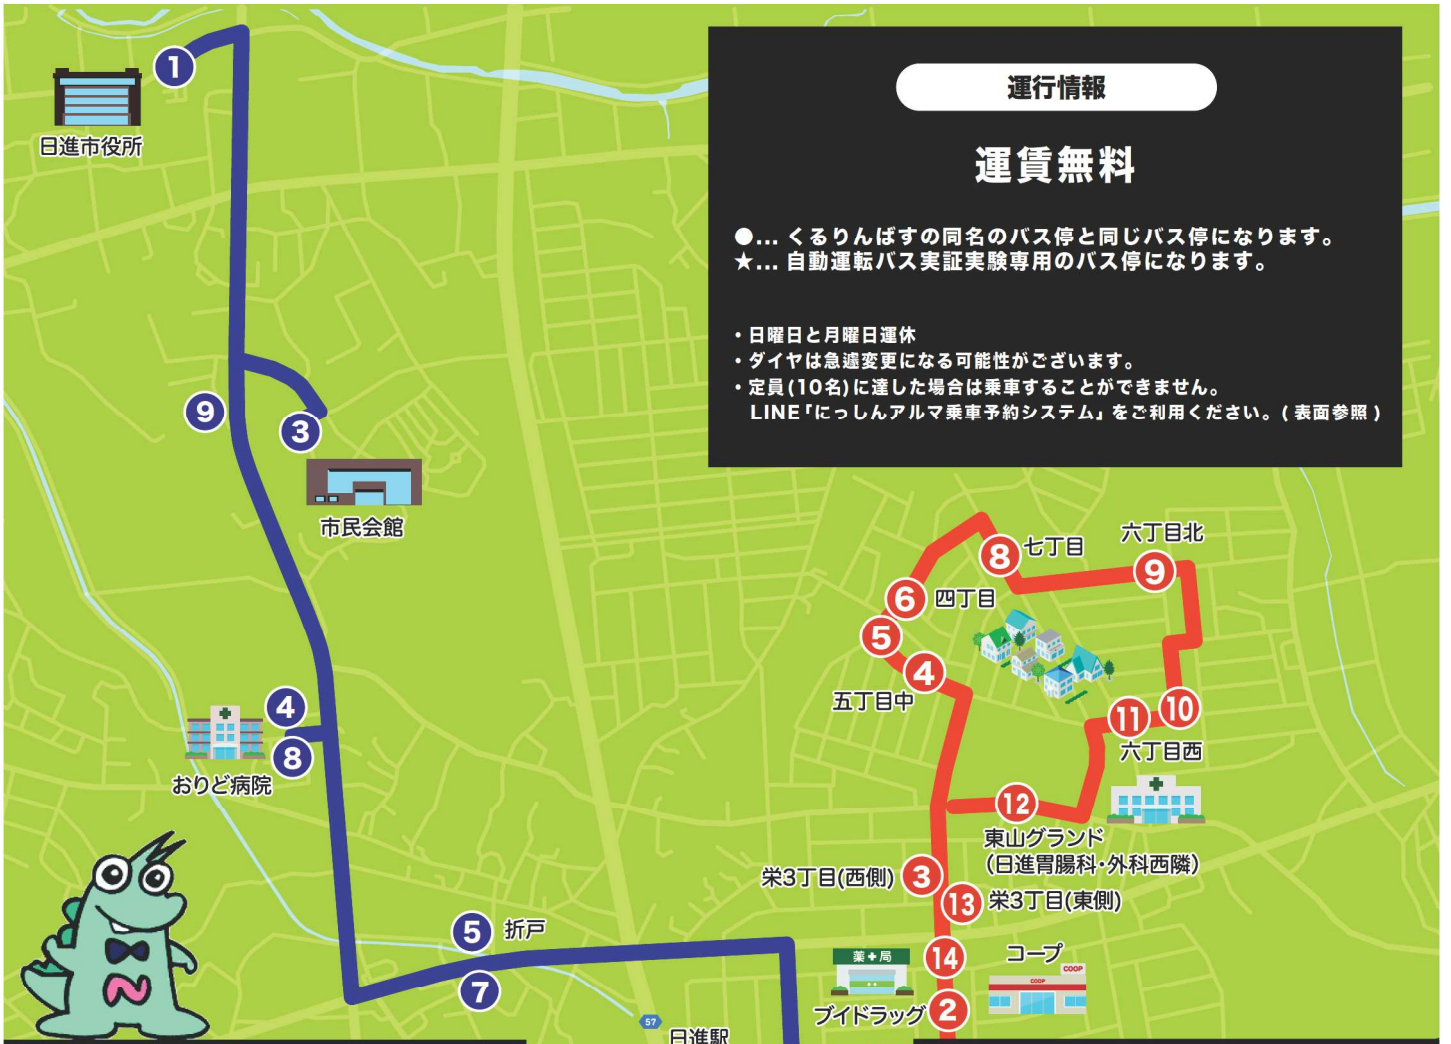 運行情報
運賃無料
●… くるりんばすの同名のバス停と同じバス停になります。
★… 自動運転バス実証実験専用のバス停になります。
・日曜日と月曜日運休
・ダイヤは急遽変更になる可能性がございます。
・定員(10名)に達した場合は乗車することができません。
LINE「にっしんアルマ乗車予約システム」をご利用ください。(表面参照)
1
日進市役所
9
3
市民会館
4
8
おりど病院
5
折戸
7
57
日進駅
8
七丁目
六丁目北
9
6
四丁目
5
4
五丁目中
11
10
六丁目西
12
東山グランド
(日進胃腸科・外科西隣)
栄3丁目(西側)
3
13
栄3丁目(東側)
薬+局
14
コープ
COOP
COOP
ブイドラッグ
2
N